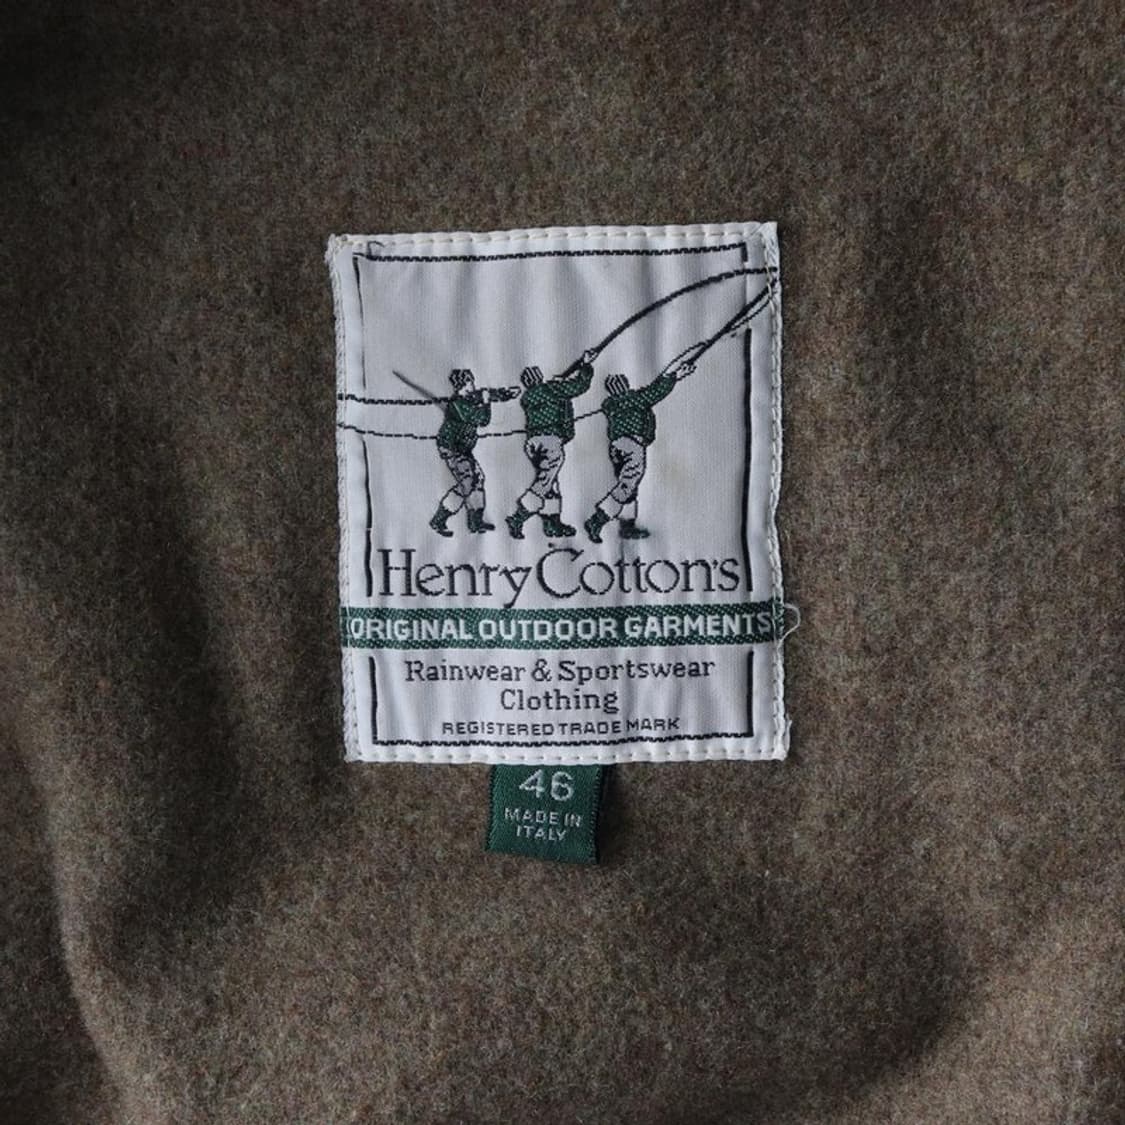 Henry Cotton's
ORIGINAL OUTDOOR GARMENTS
Rainwear & Sportswear
Clothing
REGISTERED TRADE MARK
46
MADE IN
ITALY